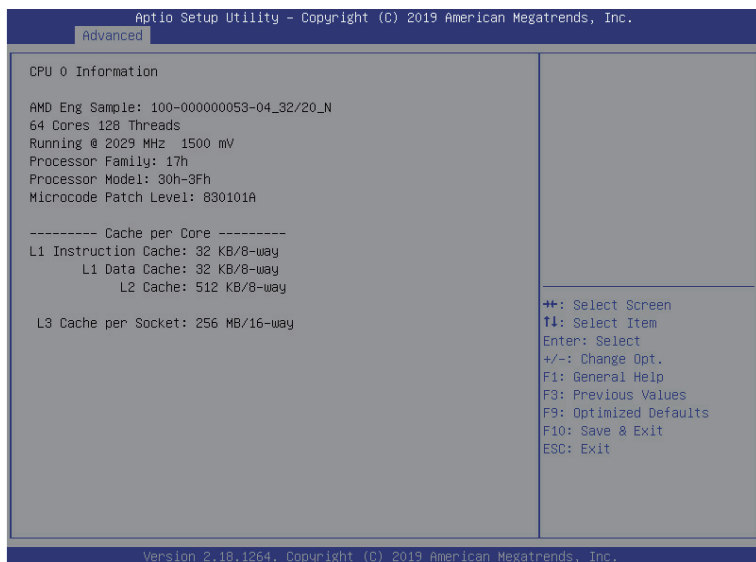 Aptio Setup Utility – Copyright (C) 2019 American Megatrends, Inc.
Advanced
CPU 0 Information
AMD Eng Sample: 100-000000053-04_32/20_N
64 Cores 128 Threads
Running @ 2029 MHz  1500 mV
Processor Family: 17h
Processor Model: 30h-3Fh
Microcode Patch Level: 830101A
--------- Cache per Core ---------
L1 Instruction Cache: 32 KB/8-way
L1 Data Cache: 32 KB/8-way
L2 Cache: 512 KB/8-way
L3 Cache per Socket: 256 MB/16-way
→←: Select Screen
↑↓: Select Item
Enter: Select
+/-: Change Opt.
F1: General Help
F3: Previous Values
F9: Optimized Defaults
F10: Save & Exit
ESC: Exit
Version 2.18.1264. Copyright (C) 2019 American Megatrends, Inc.